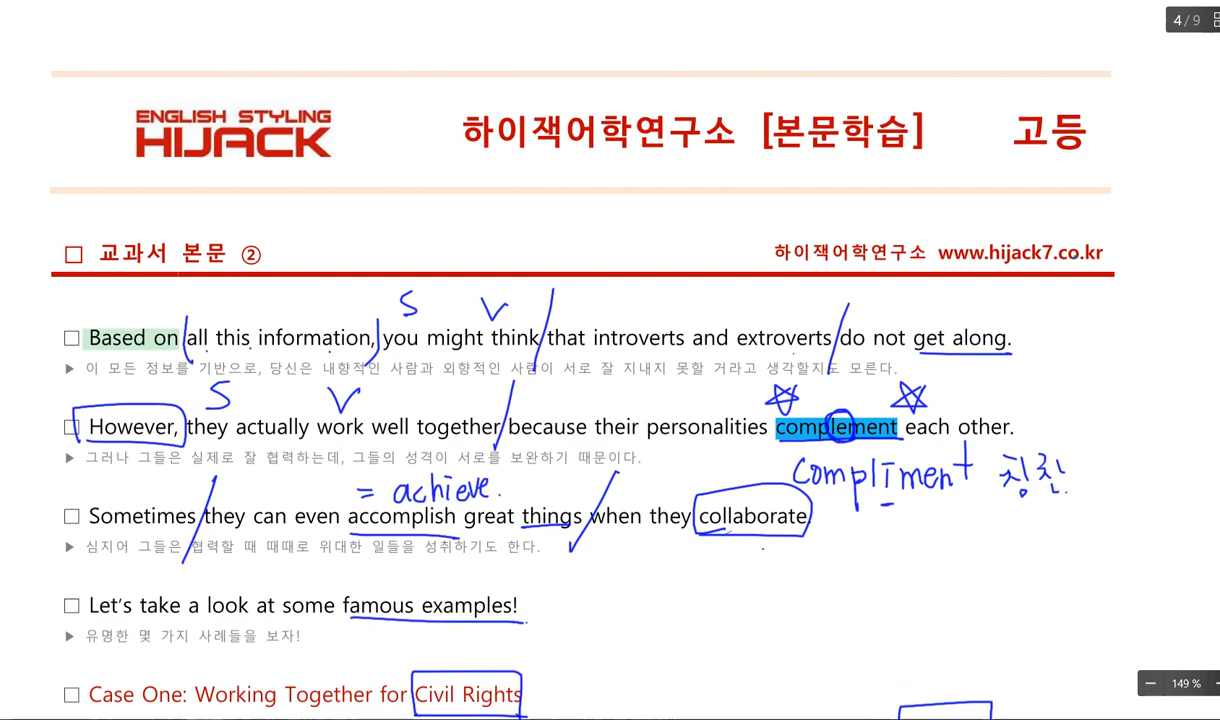 4 / 9
ENGLISH STYLING
HIJACK
하이잭어학연구소 [본문학습] 고등
□ 교과서 본문 ②
하이잭어학연구소 www.hijack7.co.kr
S V
□ Based on all this information, you might think that introverts and extroverts do not get along.
▶ 이 모든 정보를 기반으로, 당신은 내향적인 사람과 외향적인 사람이 서로 잘 지내지 못할 거라고 생각할지도 모른다.
S V
□ However, they actually work well together because their personalities complement each other.
▶ 그러나 그들은 실제로 잘 협력하는데, 그들의 성격이 서로를 보완하기 때문이다.
compliment 칭찬
= achieve.
□ Sometimes they can even accomplish great things when they collaborate.
▶ 심지어 그들은 협력할 때 때때로 위대한 일들을 성취하기도 한다.
□ Let's take a look at some famous examples!
▶ 유명한 몇 가지 사례들을 보자!
□ Case One: Working Together for Civil Rights
149 %